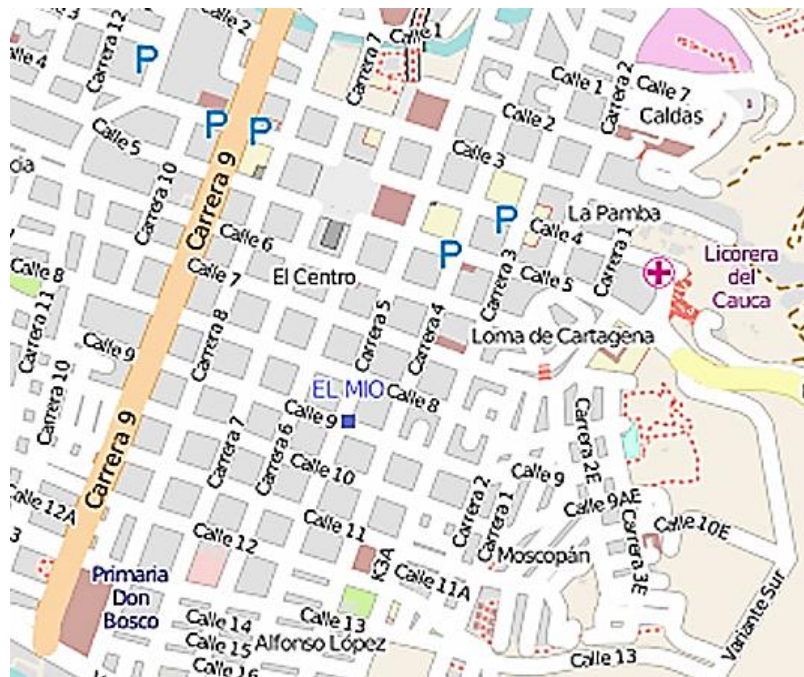 Calle 2
Calle 1
Carrera 12
Carrera 7
Carrera 2
Calle 4
P
Calle 1
Calle 7
Caldas
Calle 2
P
P
Calle 5
Calle 3
Carrera 9
Carrera 10
La Pamba
P
Calle 4
Calle 6
Carrera 1
P
Calle 7
Calle 8
El Centro
Carrera 3
Calle 5
Licorera
del
Cauca
Carrera 11
Carrera 8
Carrera 5
Carrera 4
Loma de Cartagena
Calle 9
EL MIO
Calle 8
Carrera 10
Calle 9
Carrera 7
Carrera 6
Carrera 2E
Carrera 9
Calle 10
Carrera 2
Calle 9
Carrera 1
Calle 9AE
Calle 12A
Calle 11
Calle 10E
Carrera 3E
Calle 12
K3A
Moscopán
Primaria
Don
Bosco
Calle 11A
Variante Sur
Calle 14
Calle 13
Calle 15
Alfonso López
Calle 16
Calle 13